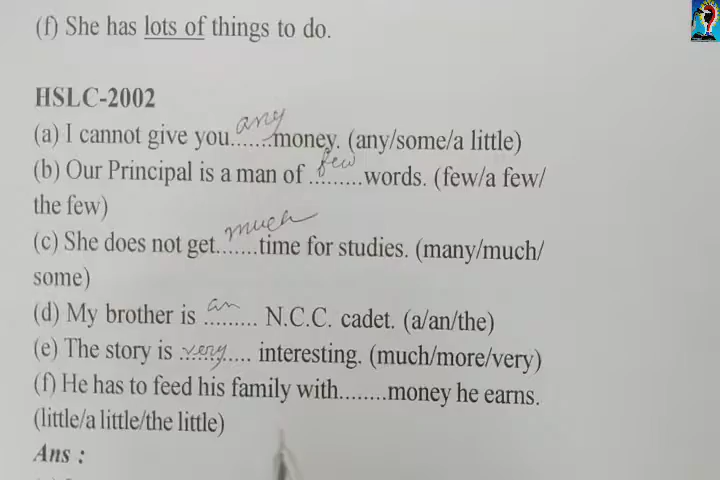 (f) She has lots of things to do.
HSLC-2002
(a) I cannot give you any.......money. (any/some/a little)
(b) Our Principal is a man of few.........words. (few/a few/
the few)
(c) She does not get much.......time for studies. (many/much/
some)
(d) My brother is an ......... N.C.C. cadet. (a/an/the)
(e) The story is very.......... interesting. (much/more/very)
(f) He has to feed his family with........money he earns.
(little/a little/the little)
Ans :